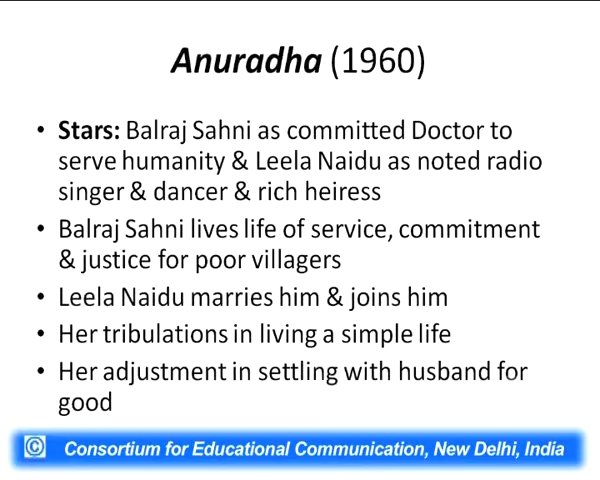 Anuradha (1960)
• Stars: Balraj Sahni as committed Doctor to
serve humanity & Leela Naidu as noted radio
singer & dancer & rich heiress
• Balraj Sahni lives life of service, commitment
& justice for poor villagers
• Leela Naidu marries him & joins him
• Her tribulations in living a simple life
• Her adjustment in settling with husband for
good
© Consortium for Educational Communication, New Delhi, India